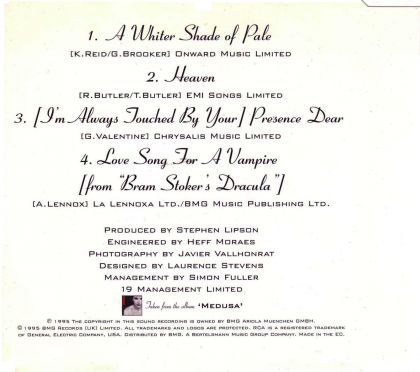 1. A Whiter Shade of Pale
[K.Reid/G.Brooker] Onward Music Limited
2. Heaven
[R.Butler/T.Butler] EMI Songs Limited
3. [I'm Always Touched By Your] Presence Dear
[G.Valentine] Chrysalis Music Limited
4. Love Song For A Vampire
[from "Bram Stoker's Dracula"]
[A.Lennox] La Lennoxa Ltd./BMG Music Publishing Ltd.
Produced by Stephen Lipson
Engineered by Heff Moraes
Photography by Javier Vallhonrat
Designed by Laurence Stevens
Management by Simon Fuller
19 Management Limited
Taken from the album 'MEDUSA'
℗ 1995 The copyright in this sound recording is owned by BMG Ariola Muenchen GmbH.
© 1995 BMG Records (UK) Limited. All trademarks and logos are protected. RCA is a registered trademark
of General Electric Company, USA. Distributed by BMG. A Bertelsmann Music Group Company. Made in the EC.